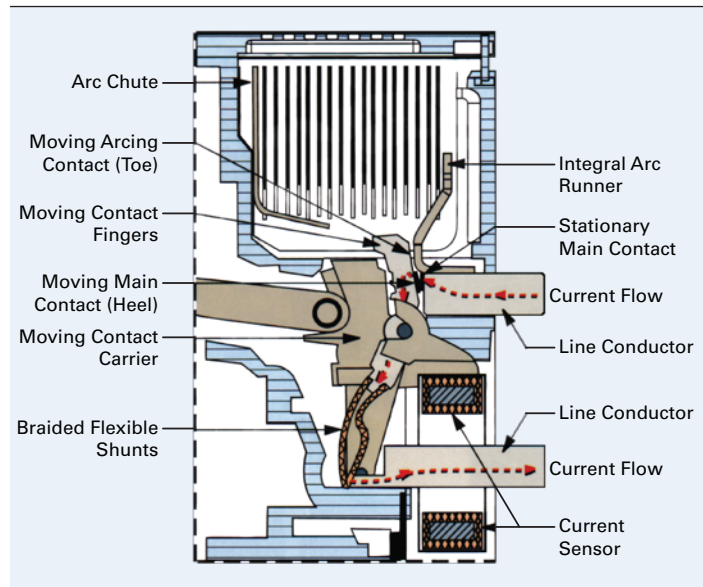 Arc Chute
Moving Arcing
Contact (Toe)
Moving Contact
Fingers
Moving Main
Contact (Heel)
Moving Contact
Carrier
Braided Flexible
Shunts
Integral Arc
Runner
Stationary
Main Contact
Current Flow
Line Conductor
Line Conductor
Current Flow
Current
Sensor